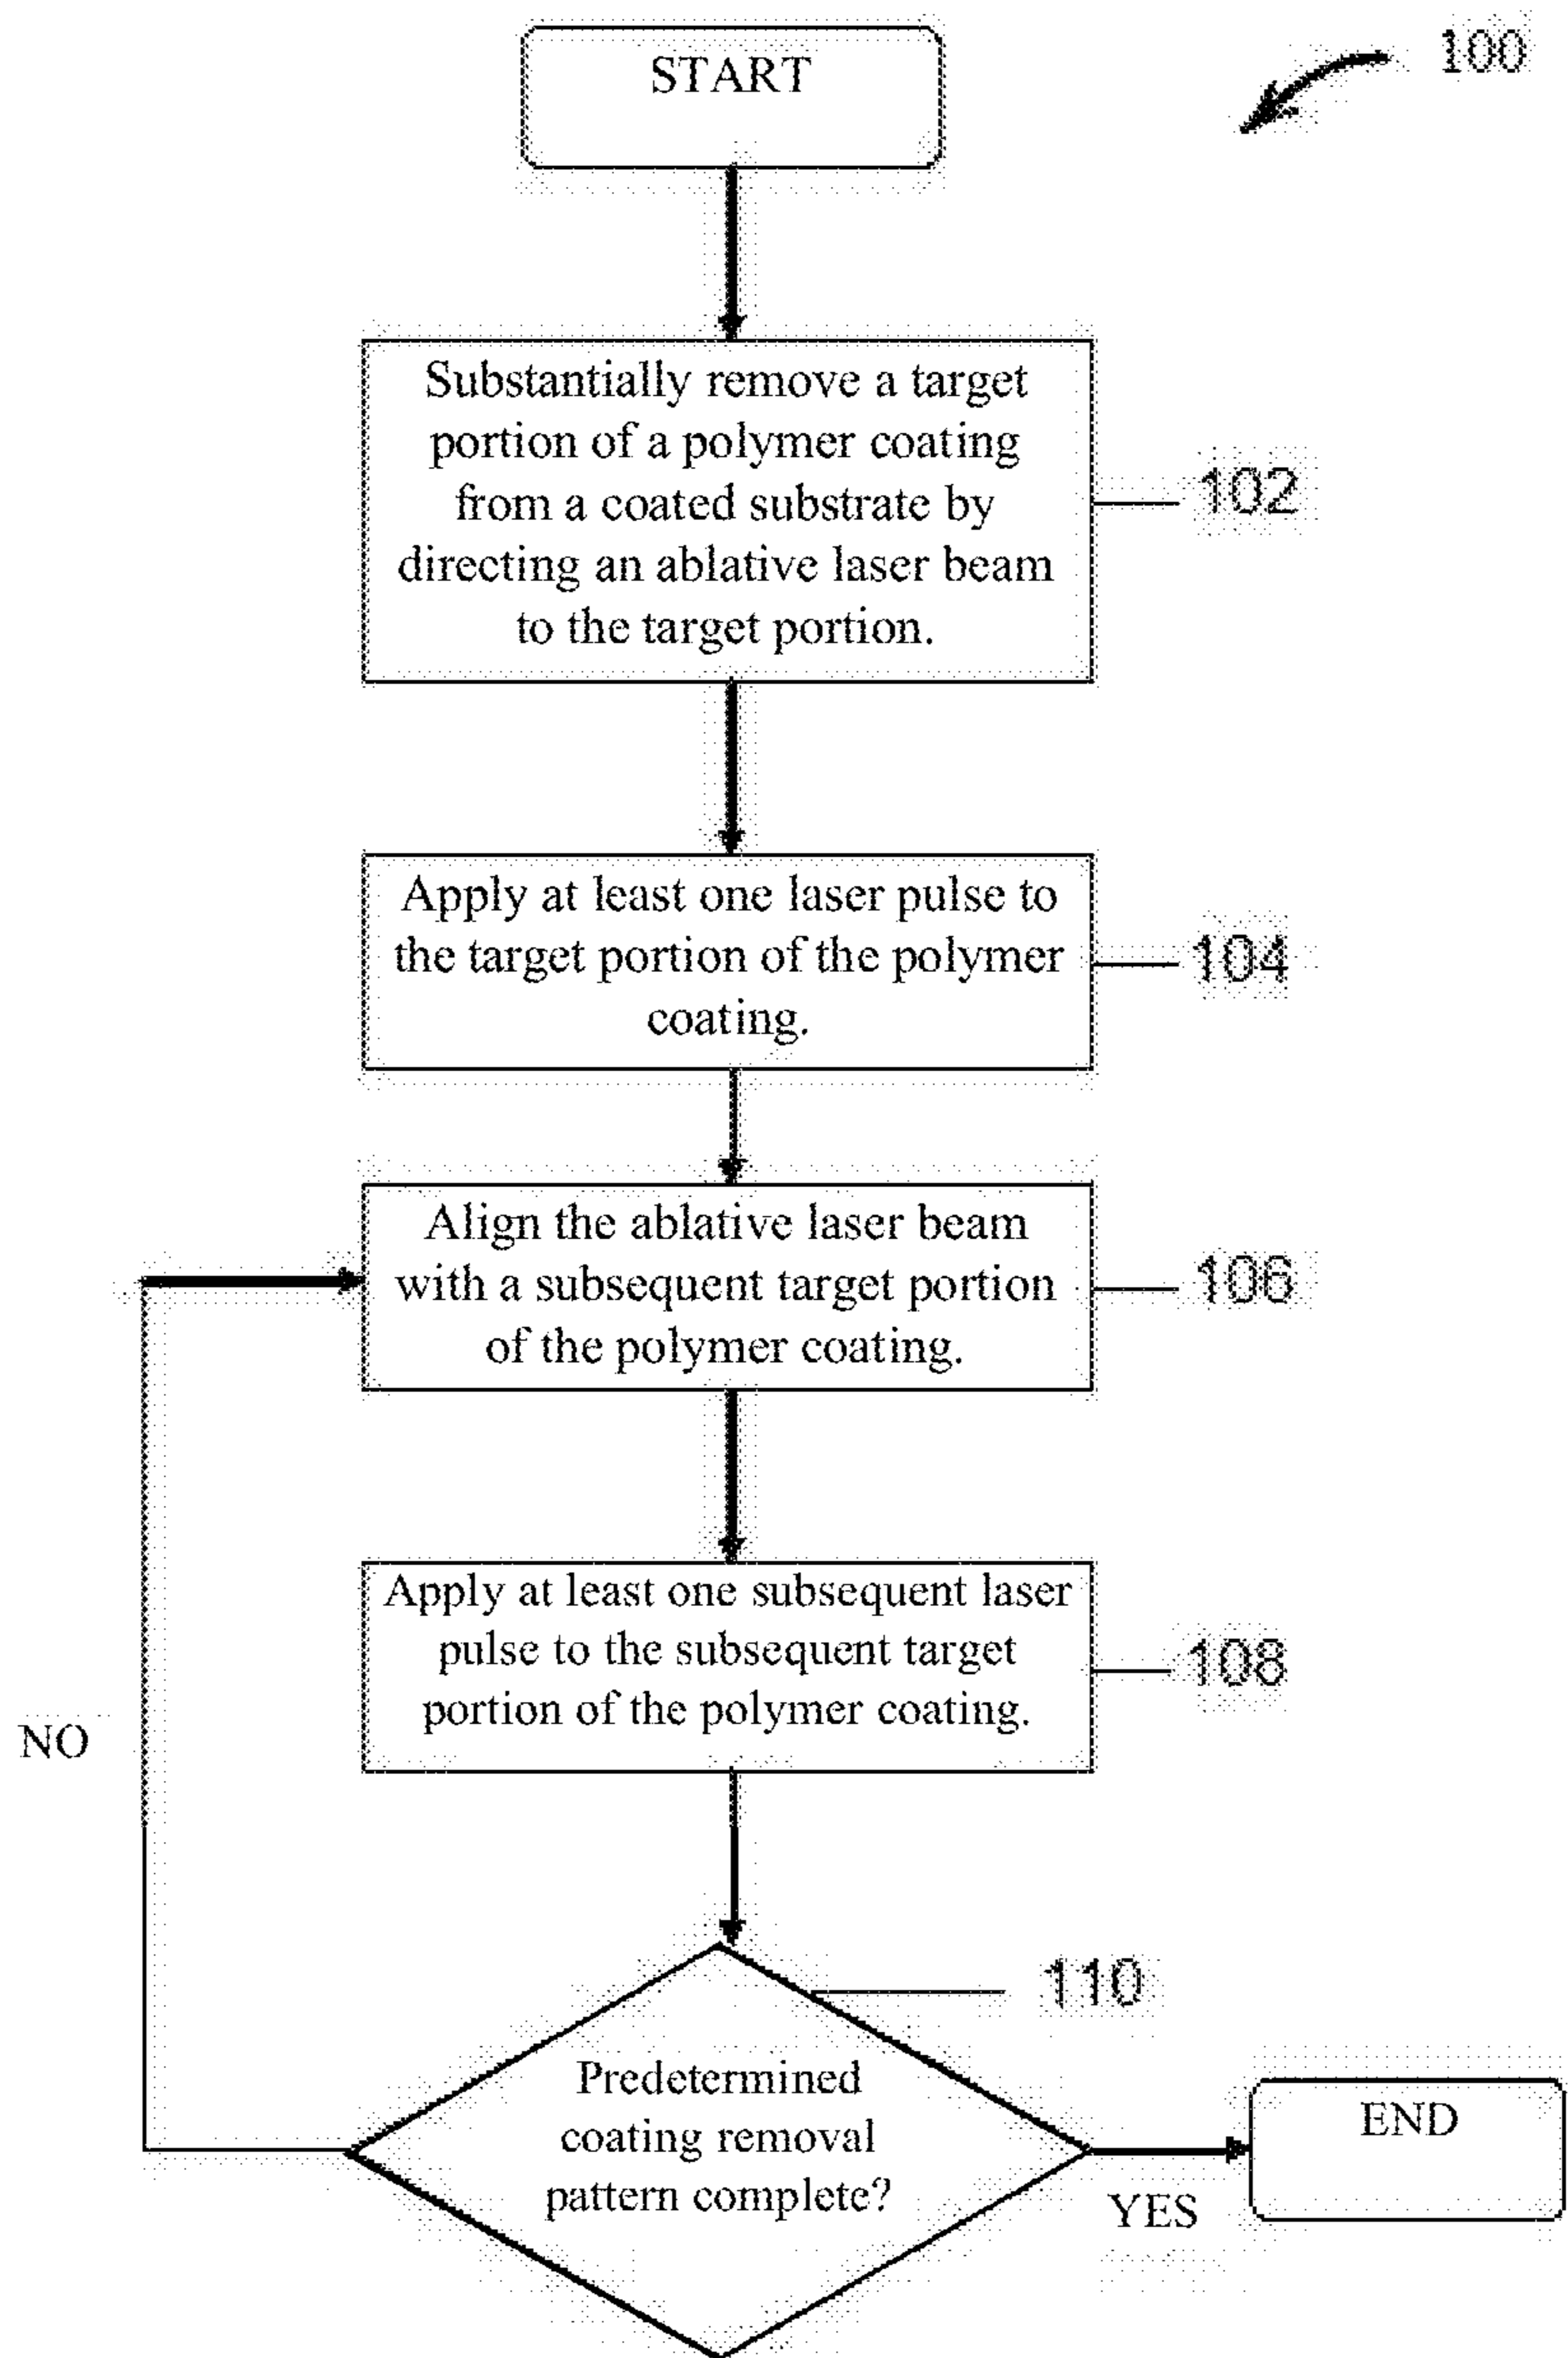 START
100
Substantially remove a target
portion of a polymer coating
from a coated substrate by
directing an ablative laser beam
to the target portion.
102
Apply at least one laser pulse to
the target portion of the polymer
coating.
104
Align the ablative laser beam
with a subsequent target portion
of the polymer coating.
106
Apply at least one subsequent laser
pulse to the subsequent target
portion of the polymer coating.
108
NO
110
Predetermined
coating removal
pattern complete?
YES
END